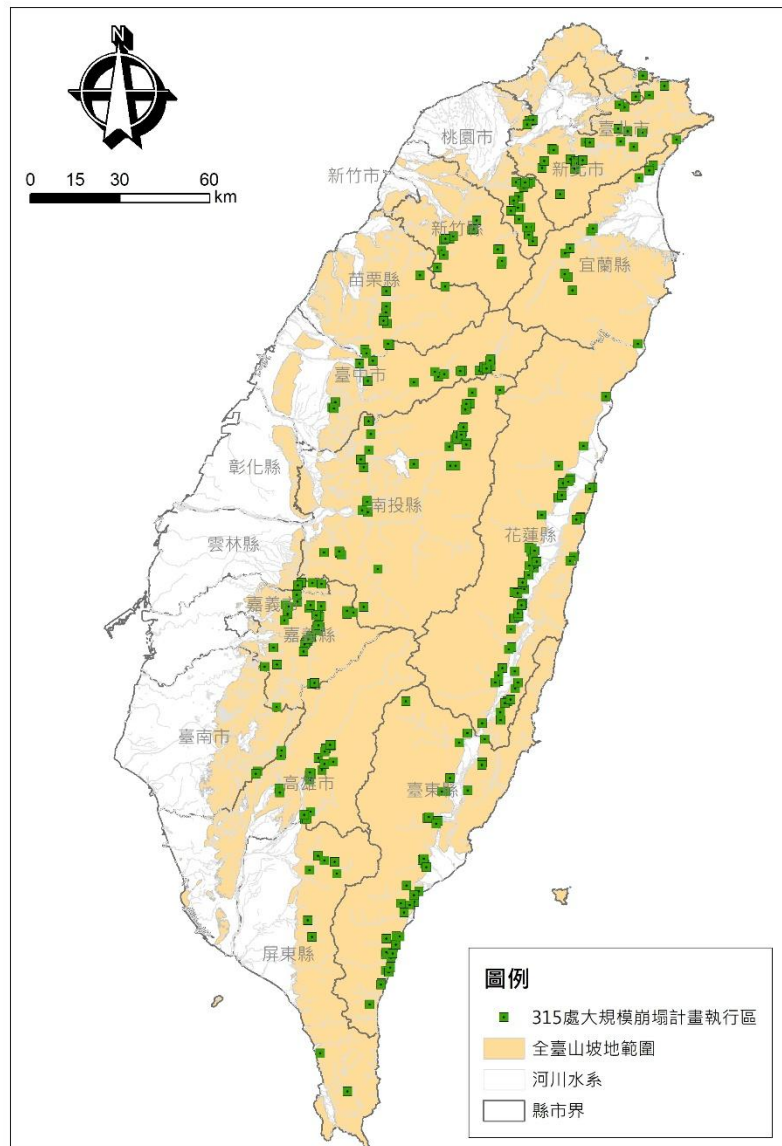 N
0 15 30 60
km
臺北市
桃園市
新北市
新竹市
新竹縣
宜蘭縣
苗栗縣
臺中市
彰化縣
南投縣
花蓮縣
雲林縣
嘉義市
嘉義縣
臺南市
高雄市
臺東縣
屏東縣
圖例
315處大規模崩塌計畫執行區
全臺山坡地範圍
河川水系
縣市界